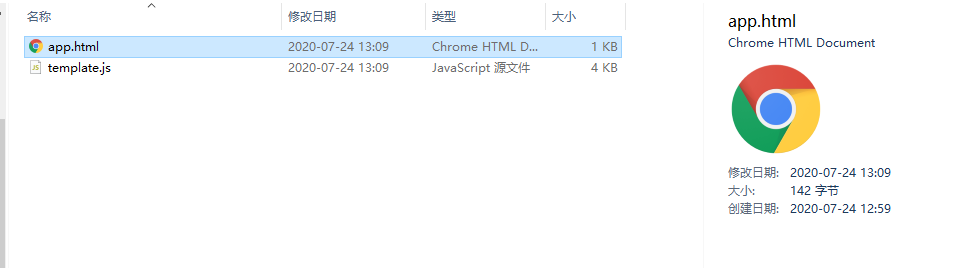 名称 修改日期 类型 大小
app.html 2020-07-24 13:09 Chrome HTML D... 1 KB
JS
template.js 2020-07-24 13:09 JavaScript 源文件 4 KB
app.html
Chrome HTML Document
修改日期: 2020-07-24 13:09
大小: 142 字节
创建日期: 2020-07-24 12:59